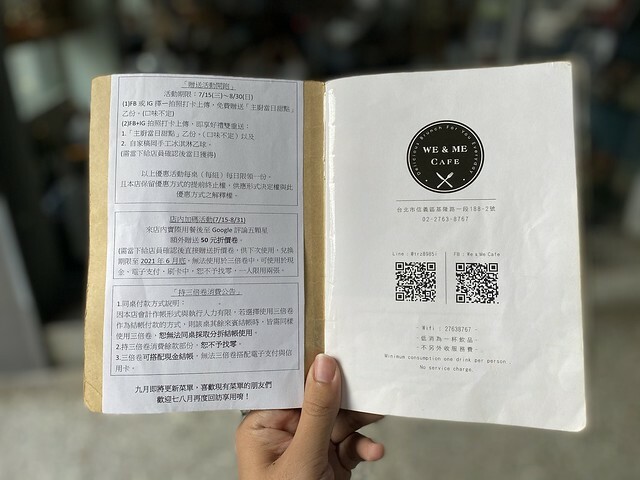 「贈送活動開跑」
活動期限：7/15(三)~8/30(日)
(1)FB 或 IG 擇一拍照打卡上傳，免費贈送「主廚當日甜點」
乙份。(口味不定)
(2)FB+IG 拍照打卡上傳，即享好禮雙重送：
1.「主廚當日甜點」乙份。(口味不定) 以及
2. 自家橋周手工冰淇淋乙球。
(需當下給店員確認後當日獲得)
以上優惠活動每桌（每組）每日限領一份。
且本店保留優惠方式的提前終止權，供應形式決定權與此
優惠方式之解釋權。
店內加碼活動(7/15-8/31)
來店內實際用餐後至 Google 評論五顆星
額外贈送 50 元折價卷。
(需當下給店員確認後直接贈送折價卷，供下次使用，兌換
期限至 2021 年 6 月底，無法使用於三倍卷中，可使用於現
金、電子支付、刷卡中，恕不予找零，一人限用兩張。
「持三倍卷消費公告」
1.同桌付款方式說明：
因本店會計作帳形式與執行人力有限，若選擇使用三倍卷
作為結帳付款的方式，則該桌其餘來賓結帳時，皆需同樣
使用三倍卷，恕無法同桌採取分拆結帳使用。
2.持三倍卷消費餘款部份，恕不予找零。
3.三倍卷可搭配現金結帳，無法三倍卷搭配電子支付與信
用卡。
九月即將更新菜單，喜歡現有菜單的朋友們
歡迎七八月再度回訪享用唷！
Delicious Brunch For You Everyday
WE & ME
CAFE
台北市信義區基隆路一段188-2號
02-2763-8767
Line：@irz0885r
FB：We & Me Cafe
- Wifi：27638767 -
- 低消為一杯飲品 -
- 不另外收服務費 -
Minimum consumption one drink per person
No service charge